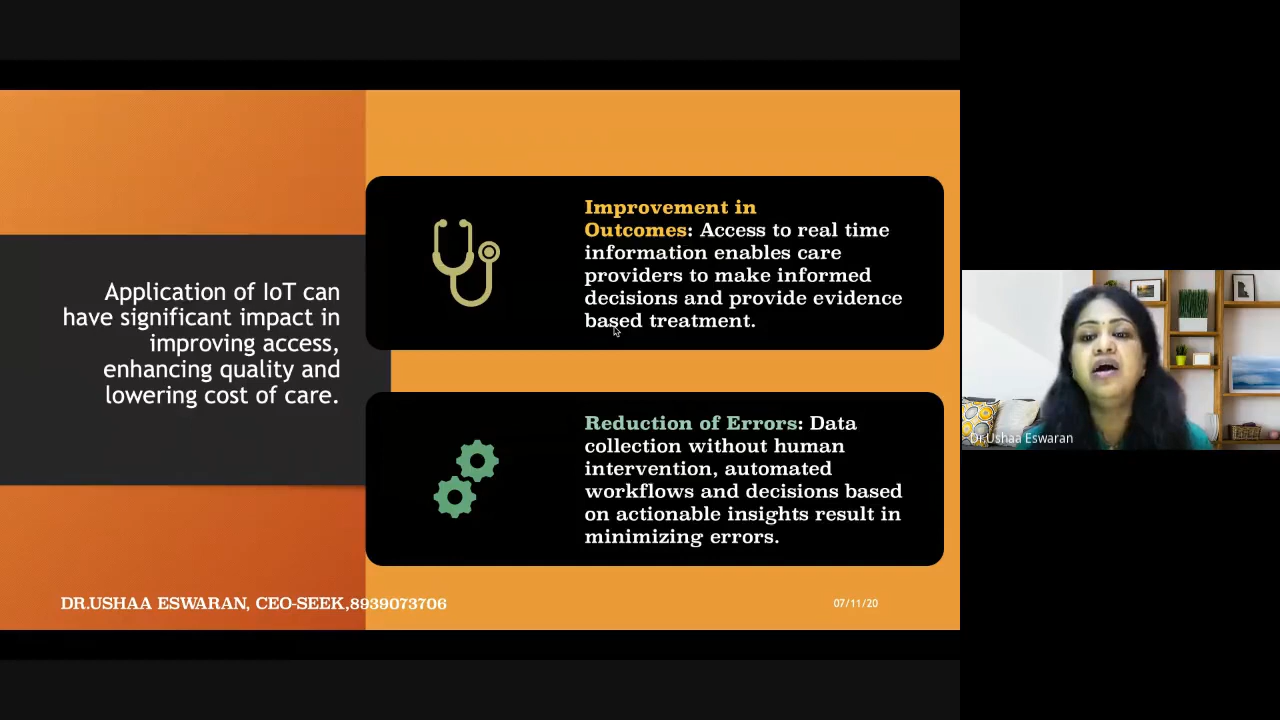 Application of IoT can
have significant impact in
improving access,
enhancing quality and
lowering cost of care.
Improvement in
Outcomes: Access to real time
information enables care
providers to make informed
decisions and provide evidence
based treatment.
Reduction of Errors: Data
collection without human
intervention, automated
workflows and decisions based
on actionable insights result in
minimizing errors.
DR.USHAA ESWARAN, CEO-SEEK,8939073706
07/11/20
Dr.Ushaa Eswaran